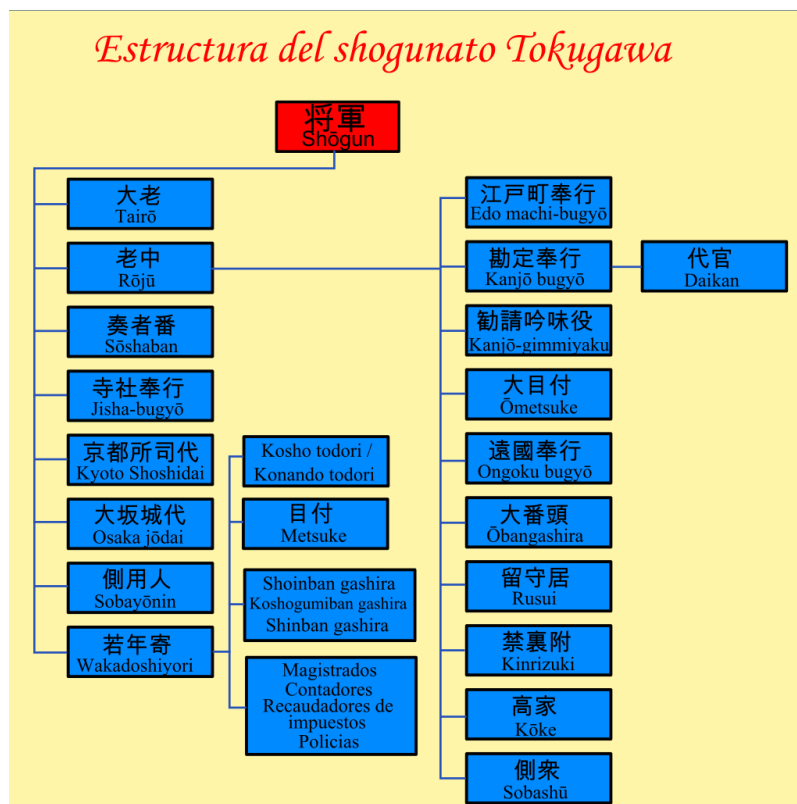 Estructura del shogunato Tokugawa
将軍
Shōgun
大老
Tairō
老中
Rōjū
奏者番
Sōshaban
寺社奉行
Jisha-bugyō
京都所司代
Kyoto Shoshidai
大坂城代
Osaka jōdai
側用人
Sobayōnin
若年寄
Wakadoshiyori
Kosho todori /
Konando todori
目付
Metsuke
Shoinban gashira
Koshogumiban gashira
Shinban gashira
Magistrados
Contadores
Recaudadores de
impuestos
Policias
江戸町奉行
Edo machi-bugyō
勘定奉行
Kanjō bugyō
代官
Daikan
勧請吟味役
Kanjō-gimmiyaku
大目付
Ōmetsuke
遠國奉行
Ongoku bugyō
大番頭
Ōbangashira
留守居
Rusui
禁裏附
Kinrizuki
高家
Kōke
側衆
Sobashū